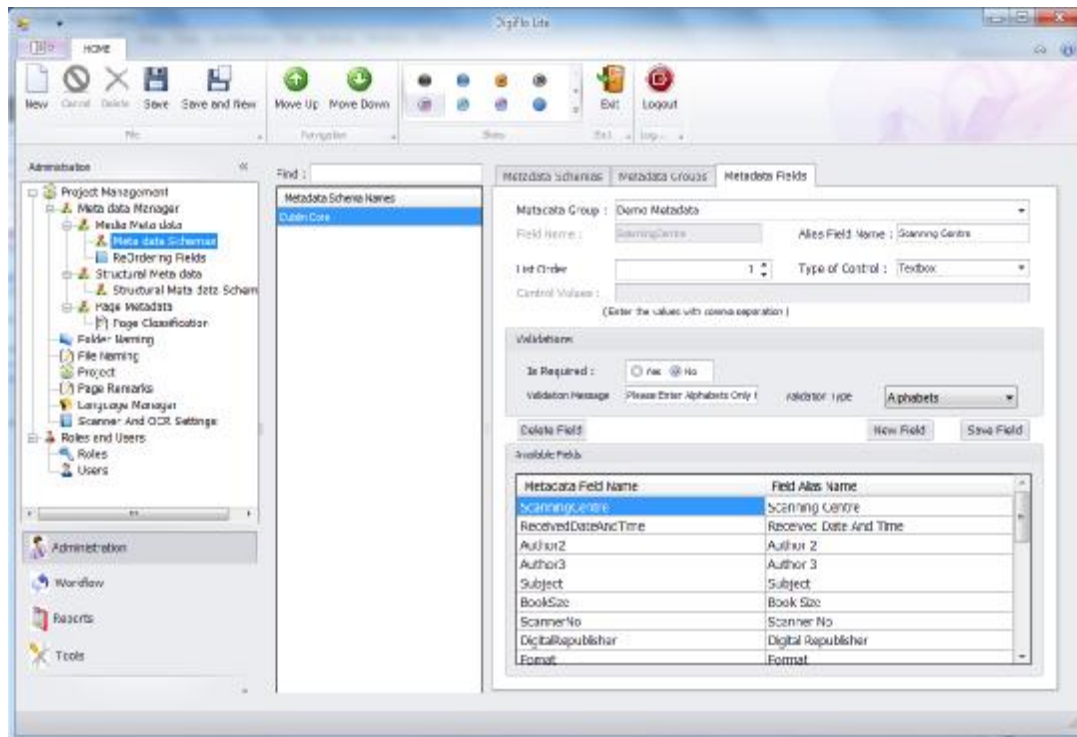 DigiFlo Lite
HOME
New Cancel Delete Save Save and New Move Up Move Down Exit Logout
File Navigation Skins Exit
Administration
Project Management
Meta data Manager
Media Meta data
Meta data Schemas
ReOrdering Fields
Structural Meta data
Structural Meta data Schem
Page Metadata
Page Classification
Folder Naming
File Naming
Project
Page Remarks
Language Manager
Scanner And OCR Settings
Roles and Users
Roles
Users
Administration
Workflow
Reports
Tools
Find :
Metadata Schema Names
Dublin Core
Metadata Schemas Metadata Groups Metadata Fields
Metadata Group : Demo Metadata
Field Name : ScanningCentre Alies Field Name : Scanning Centre
List Order 1 Type of Control : Textbox
Control Values :
(Enter the values with comma separation )
Validations
Is Required : Yes No
Validation Message Please Enter Alphabets Only Validator Type Alphabets
Delete Field New Field Save Field
Available Fields
Metadata Field Name Field Alias Name
ScanningCentre Scanning Centre
ReceivedDateAndTime Received Date And Time
Author2 Author 2
Author3 Author 3
Subject Subject
BookSize Book Size
ScannerNo Scanner No
DigitalRepublisher Digital Republisher
Format Format